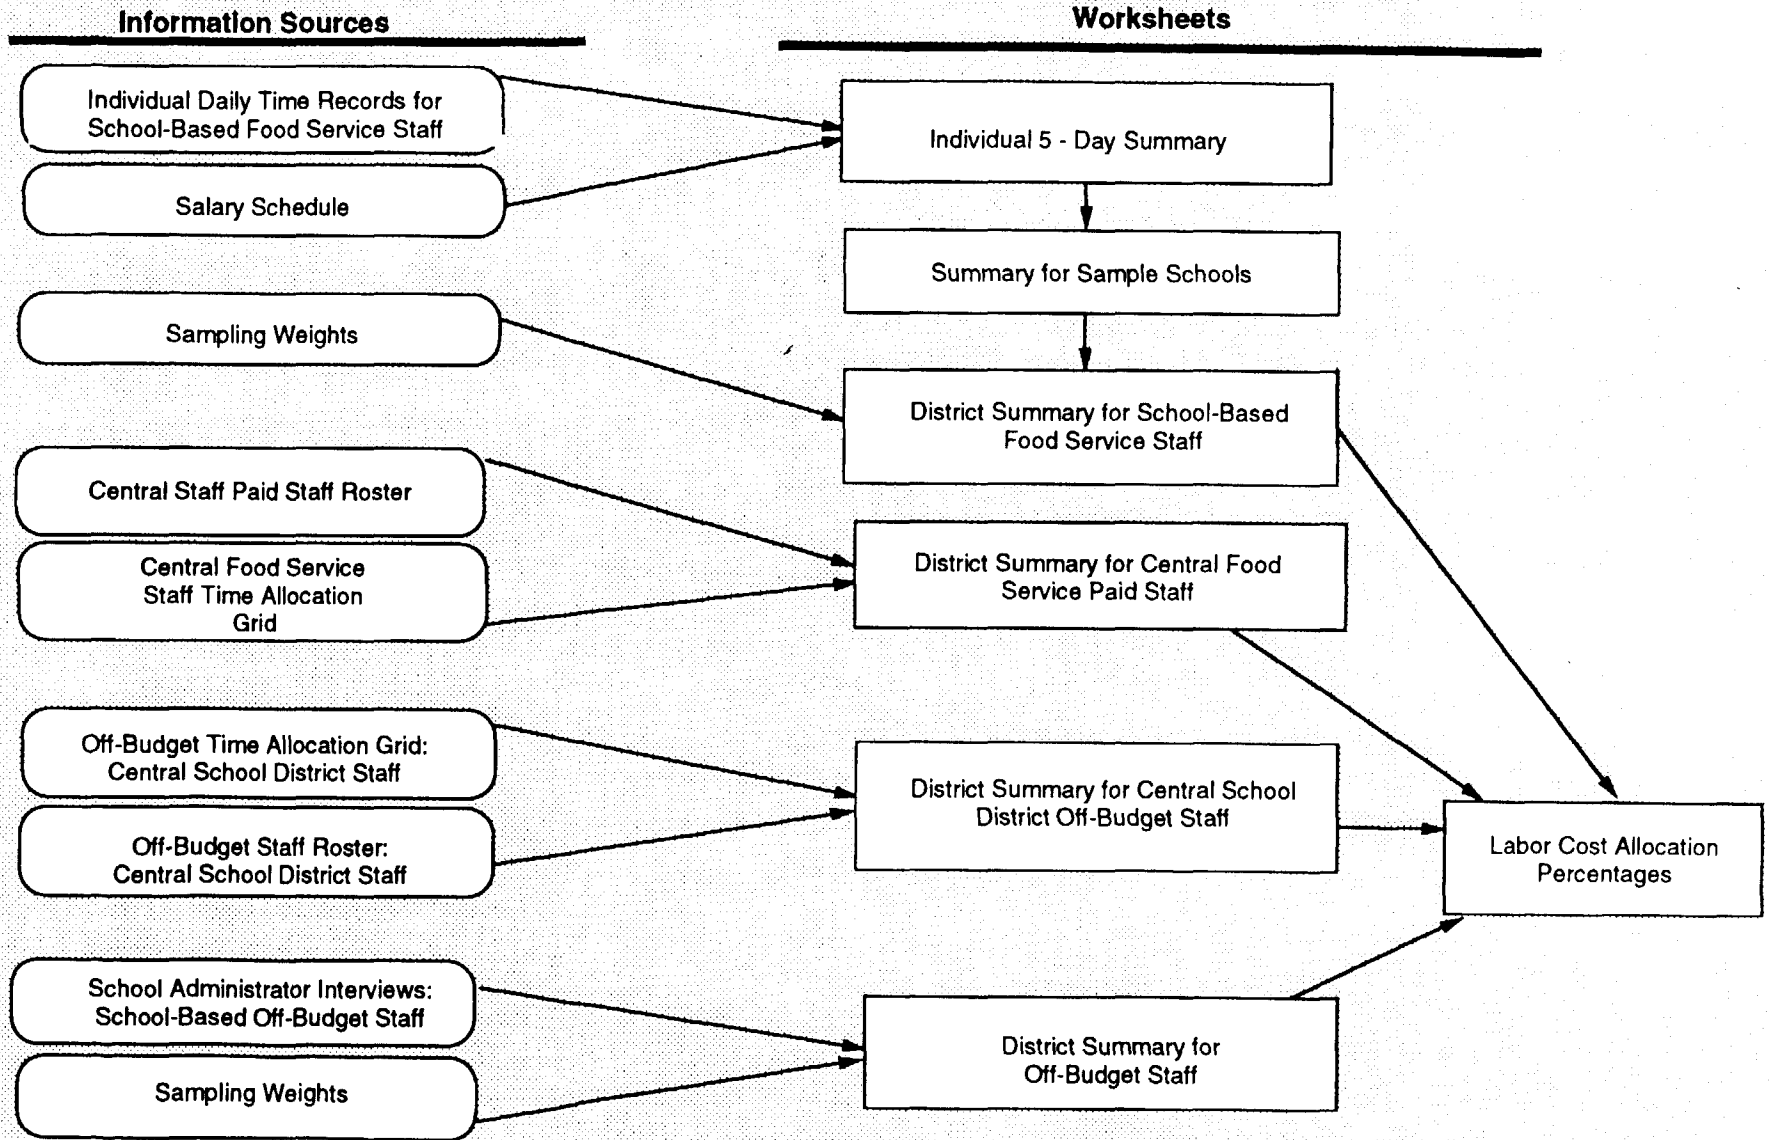 Information Sources
Worksheets
Individual Daily Time Records for
School-Based Food Service Staff
Salary Schedule
Sampling Weights
Central Staff Paid Staff Roster
Central Food Service
Staff Time Allocation
Grid
Off-Budget Time Allocation Grid:
Central School District Staff
Off-Budget Staff Roster:
Central School District Staff
School Administrator Interviews:
School-Based Off-Budget Staff
Sampling Weights
Individual 5 - Day Summary
Summary for Sample Schools
District Summary for School-Based
Food Service Staff
District Summary for Central Food
Service Paid Staff
District Summary for Central School
District Off-Budget Staff
District Summary for
Off-Budget Staff
Labor Cost Allocation
Percentages